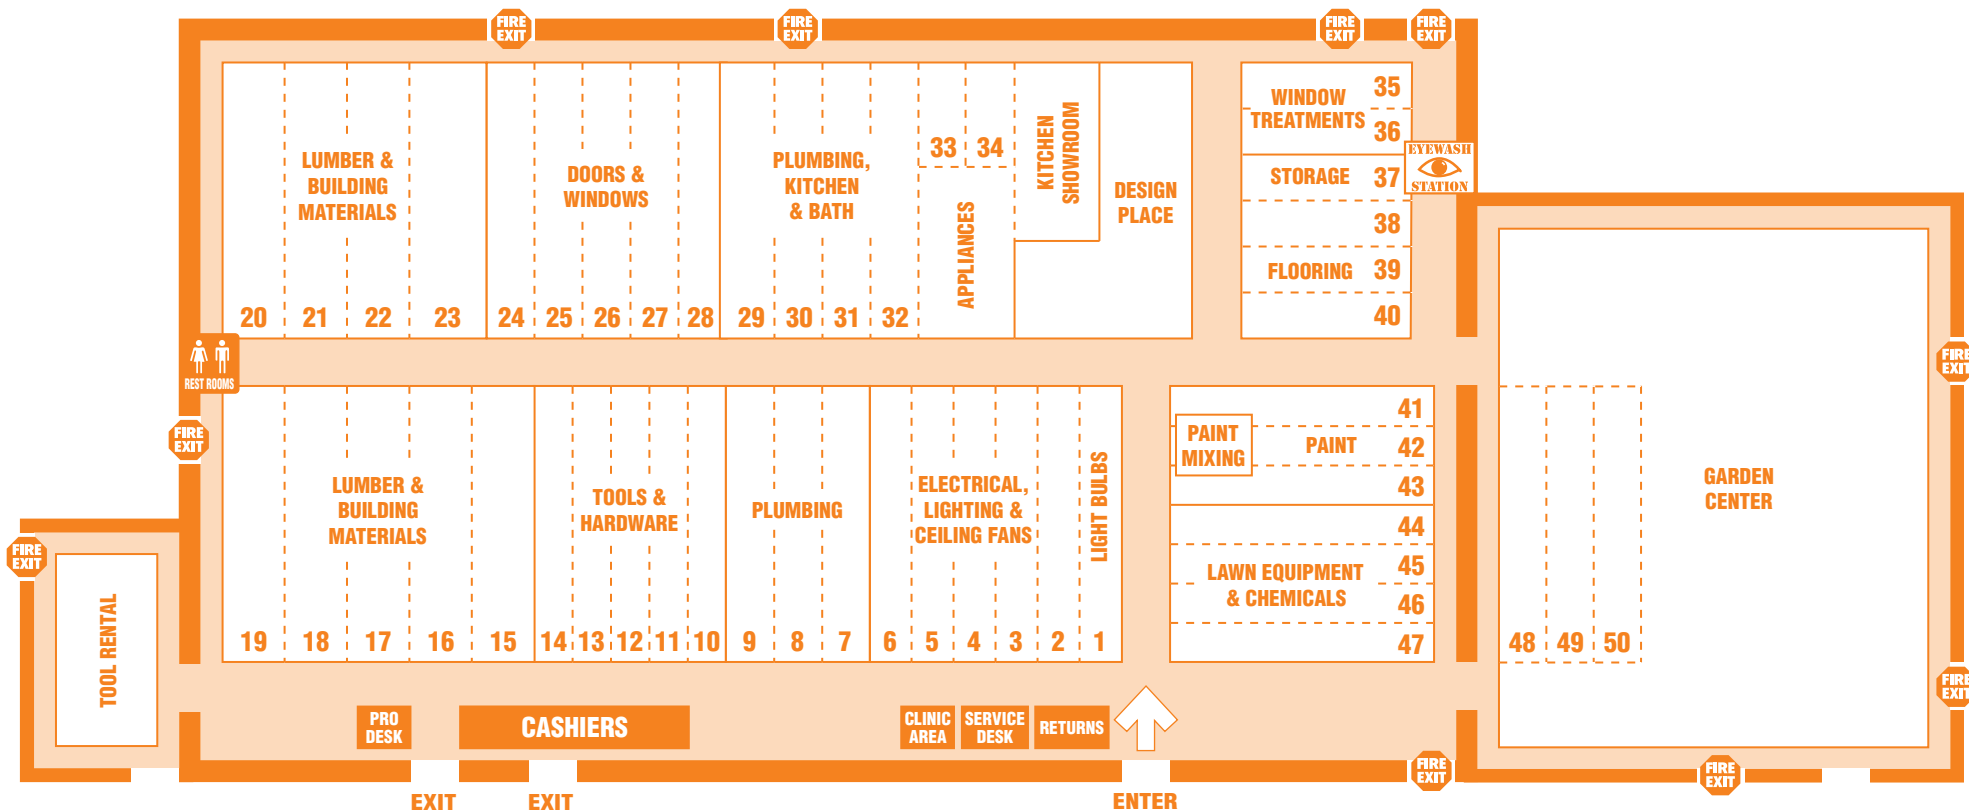 FIRE
EXIT
FIRE
EXIT
FIRE
EXIT
FIRE
EXIT
LUMBER &
BUILDING
MATERIALS
20 21 22 23
DOORS &
WINDOWS
24 25 26 27 28
PLUMBING,
KITCHEN
& BATH
29 30 31 32
33 34
APPLIANCES
KITCHEN
SHOWROOM
DESIGN
PLACE
WINDOW
TREATMENTS
35
36
STORAGE 37
38
FLOORING 39
40
EYEWASH
STATION
REST ROOMS
FIRE
EXIT
LUMBER &
BUILDING
MATERIALS
19 18 17 16 15
TOOLS &
HARDWARE
14 13 12 11 10
PLUMBING
9 8 7
ELECTRICAL,
LIGHTING &
CEILING FANS
6 5 4 3 2 1
LIGHT BULBS
PAINT
MIXING
PAINT
41
42
43
44
45
46
47
LAWN EQUIPMENT
& CHEMICALS
48 49 50
GARDEN
CENTER
FIRE
EXIT
FIRE
EXIT
FIRE
EXIT
TOOL RENTAL
PRO
DESK
CASHIERS
CLINIC
AREA
SERVICE
DESK
RETURNS
FIRE
EXIT
FIRE
EXIT
EXIT
EXIT
ENTER